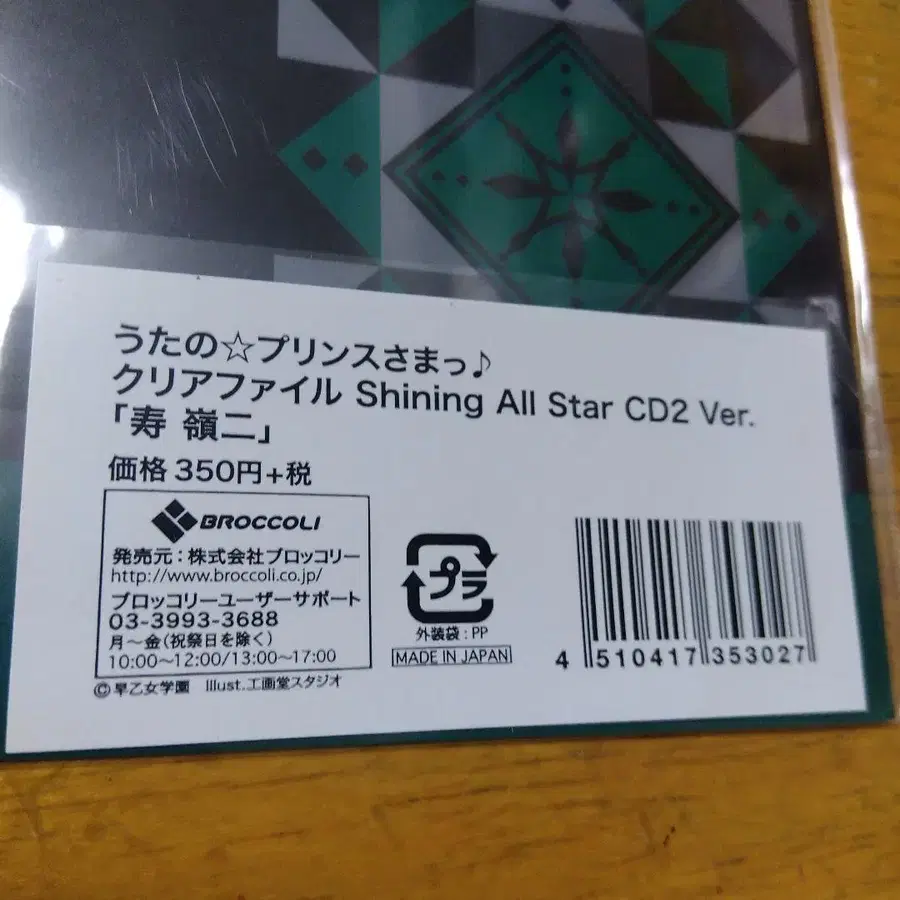 うたの☆プリンスさまっ♪
クリアファイル Shining All Star CD2 Ver.
「寿 嶺二」
価格 350円+税
BROCCOLI
発売元:株式会社ブロッコリー
http://www.broccoli.co.jp/
ブロッコリーユーザーサポート
03-3993-3688
月~金(祝祭日を除く)
10:00~12:00/13:00~17:00
©早乙女学園 Illust.工画堂スタジオ
プラ
外装袋:PP
MADE IN JAPAN
4 510417 353027